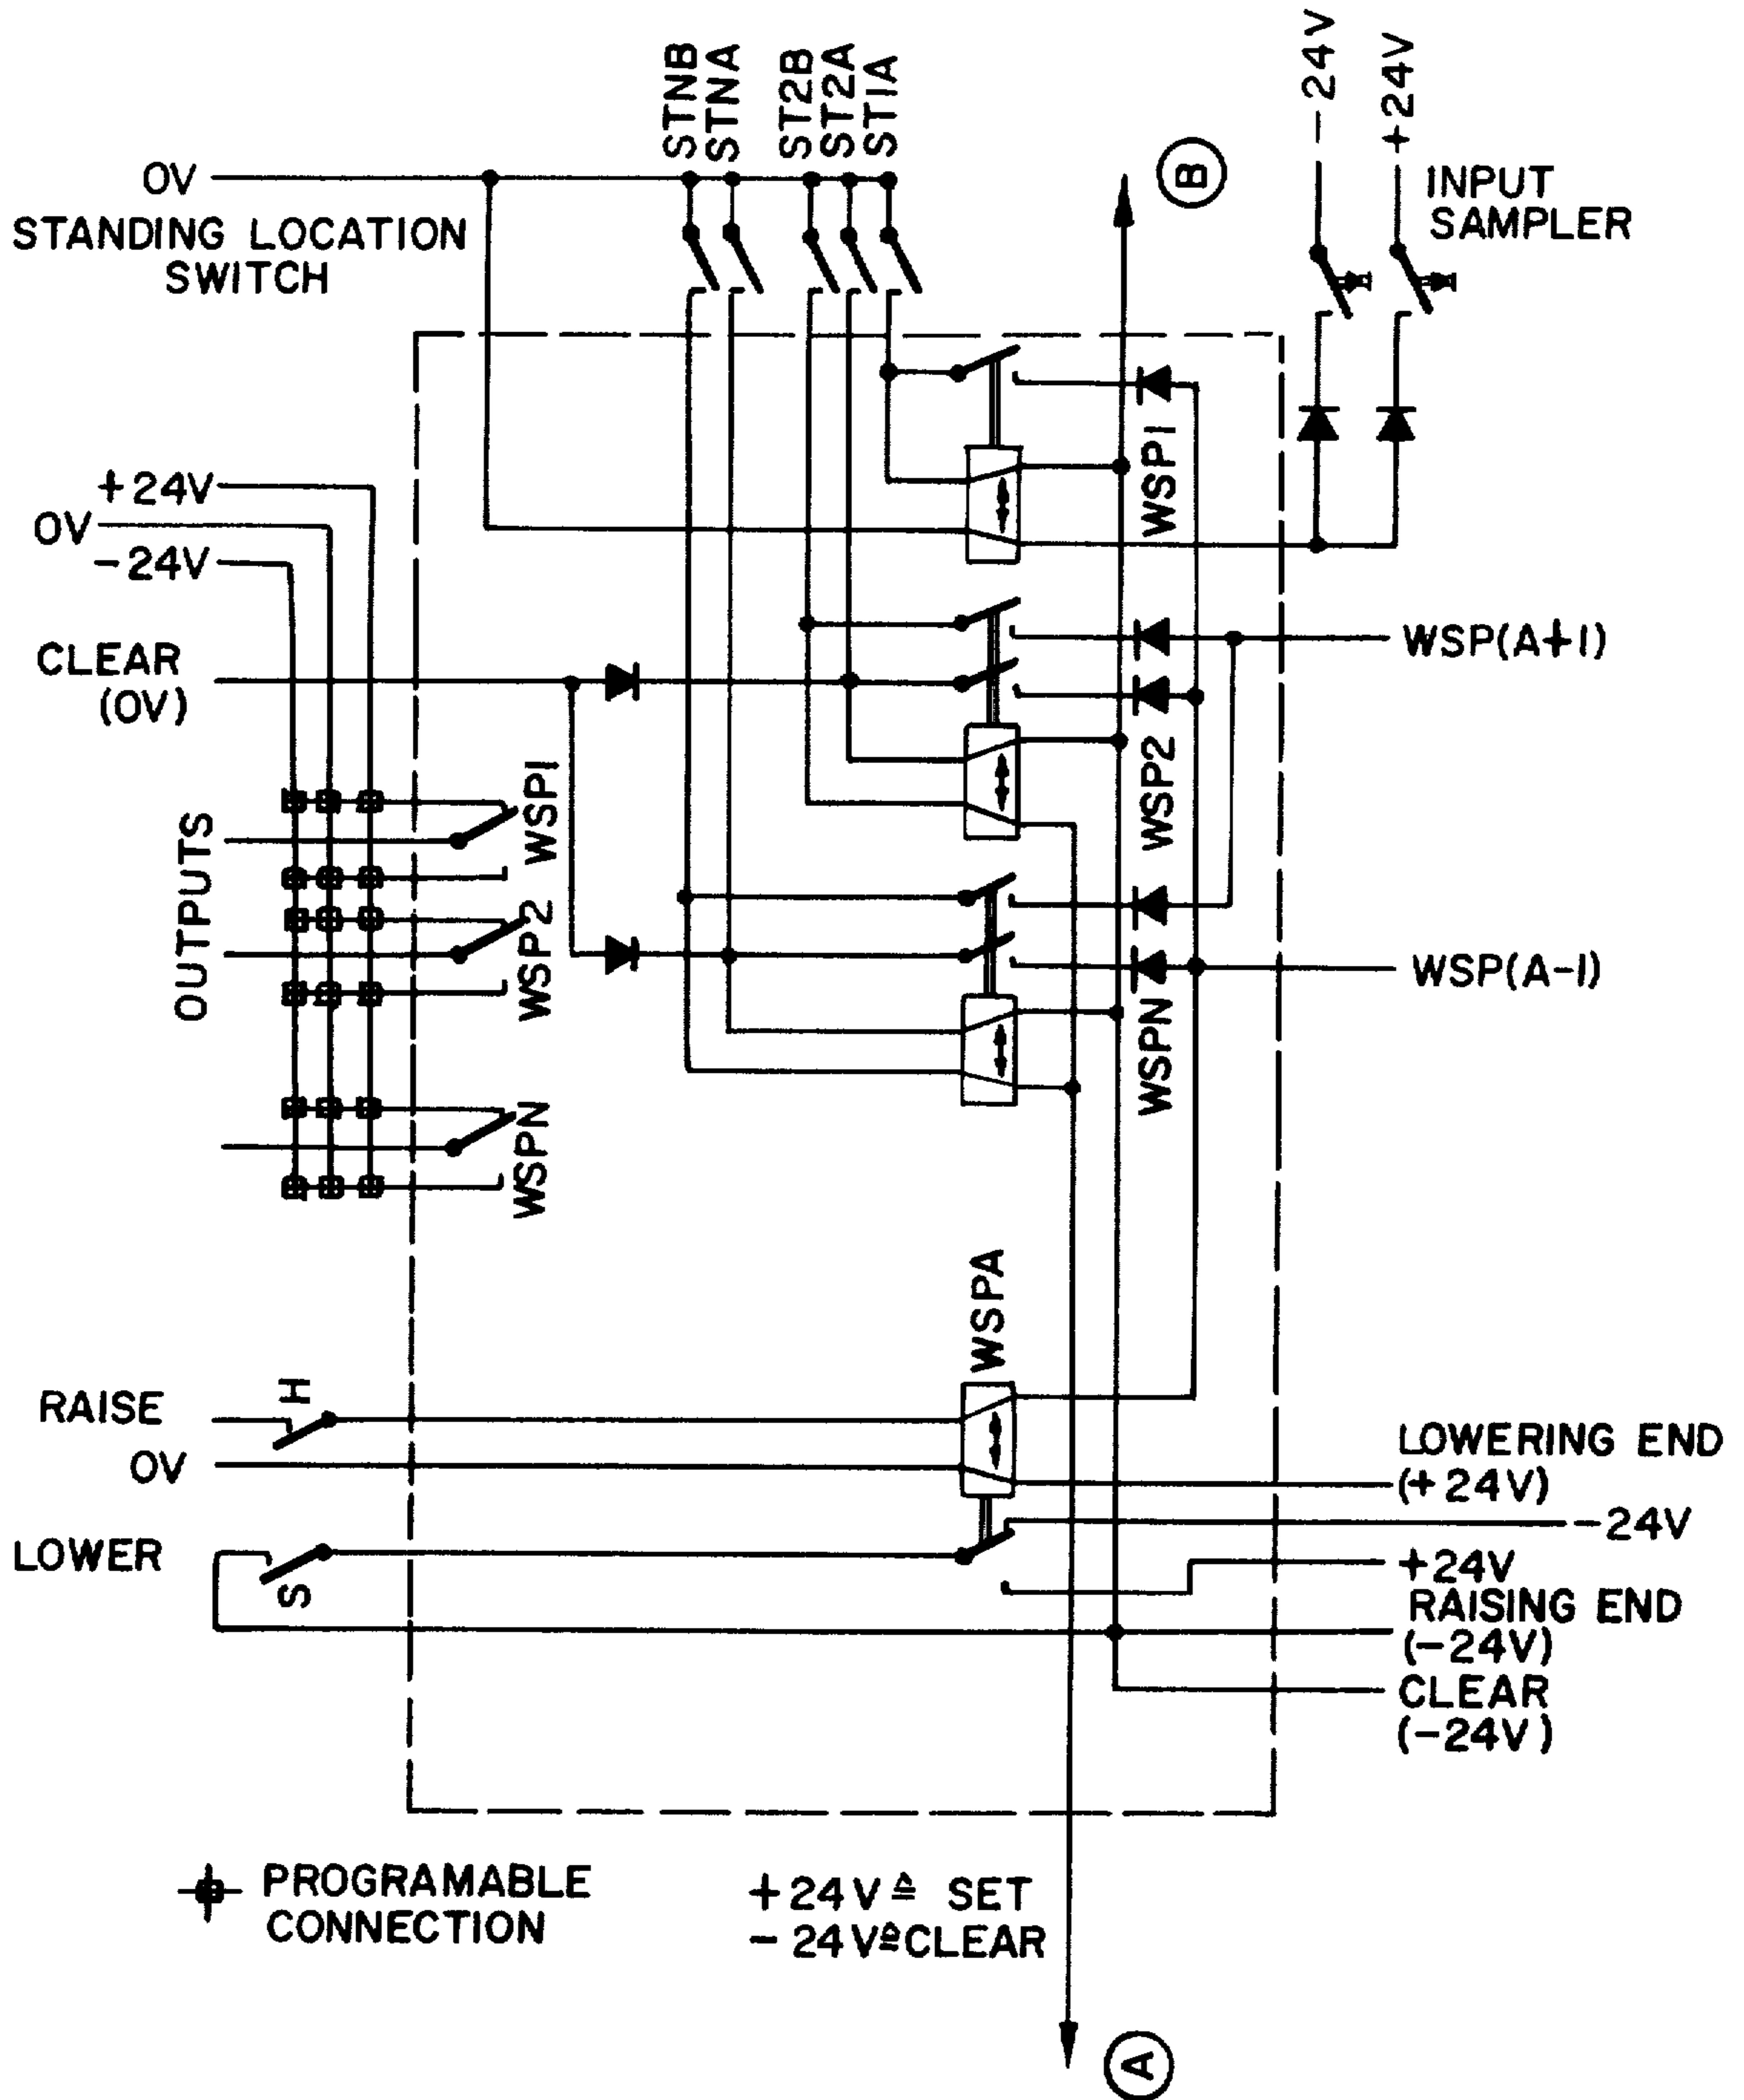 STNB
STNA
ST2B
ST2A
ST1A
-24V
+24V
B
0V
STANDING LOCATION
SWITCH
INPUT
SAMPLER
+24V
0V
-24V
WSP1
CLEAR
(0V)
WSP(A+1)
OUTPUTS
WSP1
WSP2
WSP2
WSP(A-1)
WSPN
WSPN
WSPA
RAISE
H
0V
LOWERING END
(+24V)
-24V
LOWER
S
+24V
RAISING END
(-24V)
CLEAR
(-24V)
PROGRAMABLE
CONNECTION
+24V ≙ SET
-24V ≙ CLEAR
A